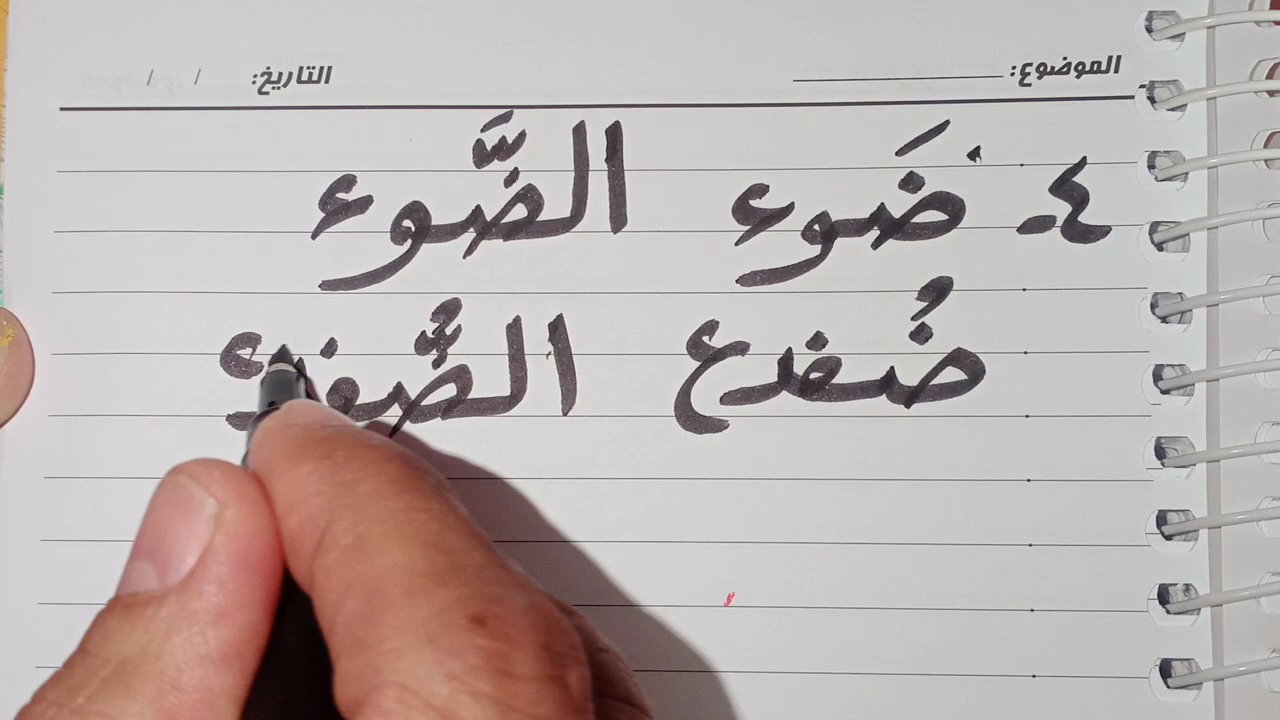 الموضوع: التاريخ: / /
٤- ضَوء الضَّوء
ضُفدع